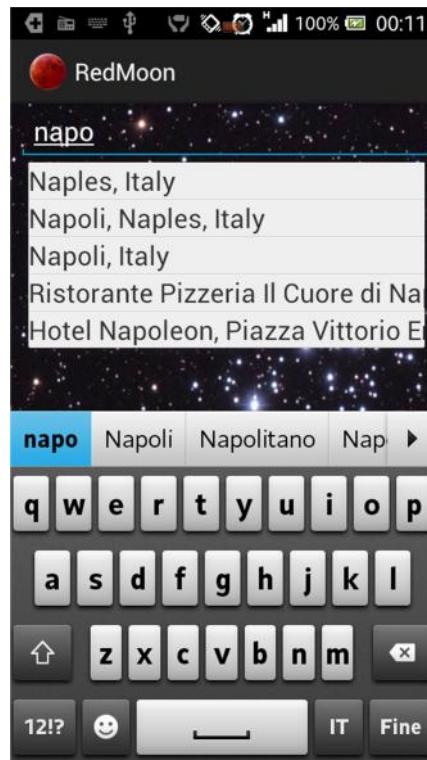 H 100% 00:11
RedMoon
napo
Naples, Italy
Napoli, Naples, Italy
Napoli, Italy
Ristorante Pizzeria Il Cuore di Na
Hotel Napoleon, Piazza Vittorio E
napo Napoli Napolitano Nap
q w e r t y u i o p
a s d f g h j k l
z x c v b n m
12!? IT Fine